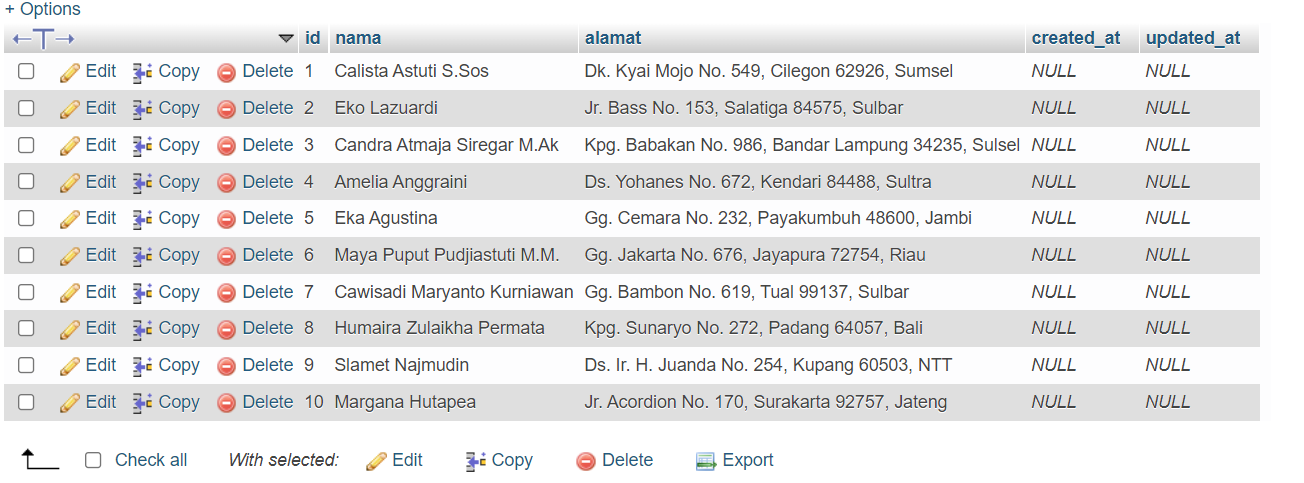 + Options
id nama alamat created_at updated_at
Edit Copy Delete 1 Calista Astuti S.Sos Dk. Kyai Mojo No. 549, Cilegon 62926, Sumsel NULL NULL
Edit Copy Delete 2 Eko Lazuardi Jr. Bass No. 153, Salatiga 84575, Sulbar NULL NULL
Edit Copy Delete 3 Candra Atmaja Siregar M.Ak Kpg. Babakan No. 986, Bandar Lampung 34235, Sulsel NULL NULL
Edit Copy Delete 4 Amelia Anggraini Ds. Yohanes No. 672, Kendari 84488, Sultra NULL NULL
Edit Copy Delete 5 Eka Agustina Gg. Cemara No. 232, Payakumbuh 48600, Jambi NULL NULL
Edit Copy Delete 6 Maya Puput Pudjiastuti M.M. Gg. Jakarta No. 676, Jayapura 72754, Riau NULL NULL
Edit Copy Delete 7 Cawisadi Maryanto Kurniawan Gg. Bambon No. 619, Tual 99137, Sulbar NULL NULL
Edit Copy Delete 8 Humaira Zulaikha Permata Kpg. Sunaryo No. 272, Padang 64057, Bali NULL NULL
Edit Copy Delete 9 Slamet Najmudin Ds. Ir. H. Juanda No. 254, Kupang 60503, NTT NULL NULL
Edit Copy Delete 10 Margana Hutapea Jr. Acordion No. 170, Surakarta 92757, Jateng NULL NULL
Check all With selected: Edit Copy Delete Export